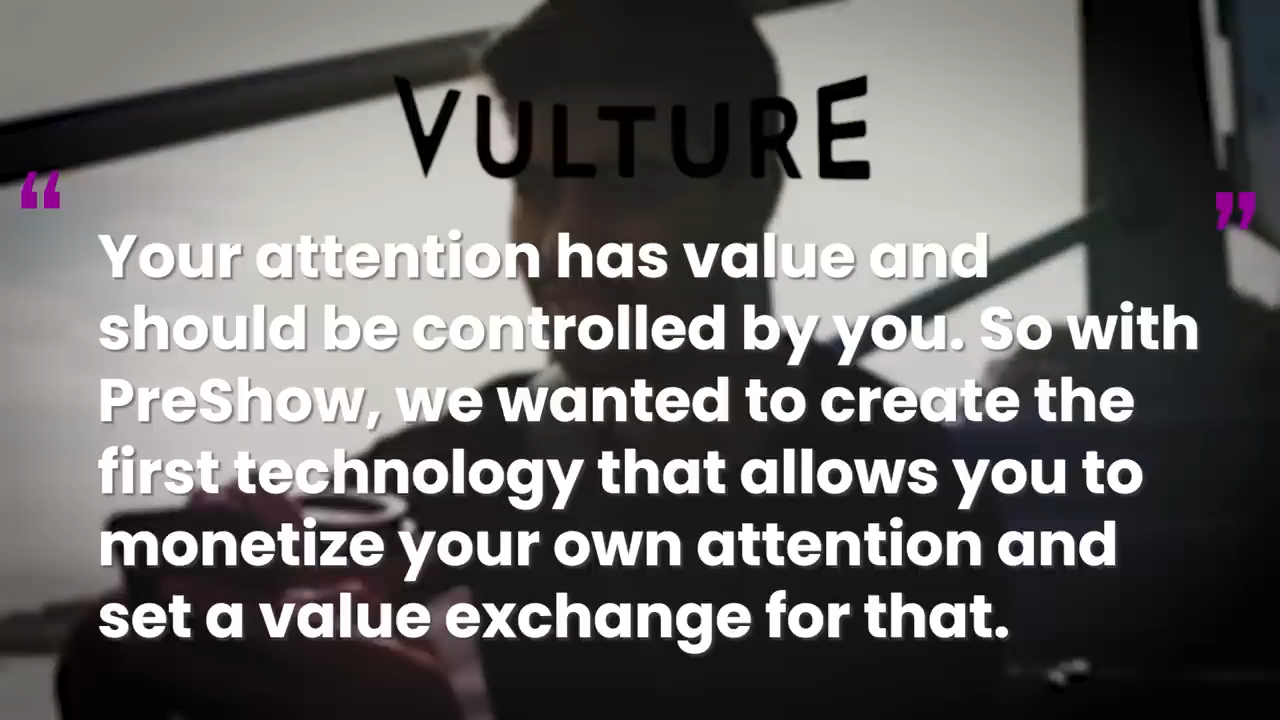 VULTURE
“ ”
Your attention has value and
should be controlled by you. So with
PreShow, we wanted to create the
first technology that allows you to
monetize your own attention and
set a value exchange for that.